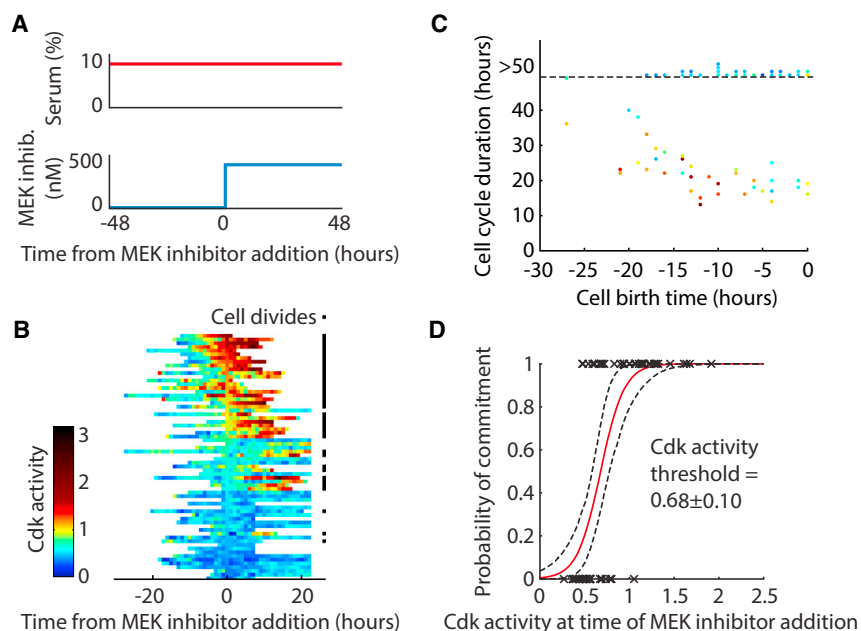 A
Serum (%)
10
0
MEK inhib.
(nM)
500
0
-48
0
48
Time from MEK inhibitor addition (hours)
B
Cell divides
Cdk activity
3
2
1
0
-20
0
20
Time from MEK inhibitor addition (hours)
C
Cell cycle duration (hours)
>50
40
30
20
10
0
-30
-25
-20
-15
-10
-5
0
Cell birth time (hours)
D
Probability of commitment
1
0.8
0.6
0.4
0.2
0
Cdk activity
threshold =
0.68±0.10
0
0.5
1
1.5
2
2.5
Cdk activity at time of MEK inhibitor addition